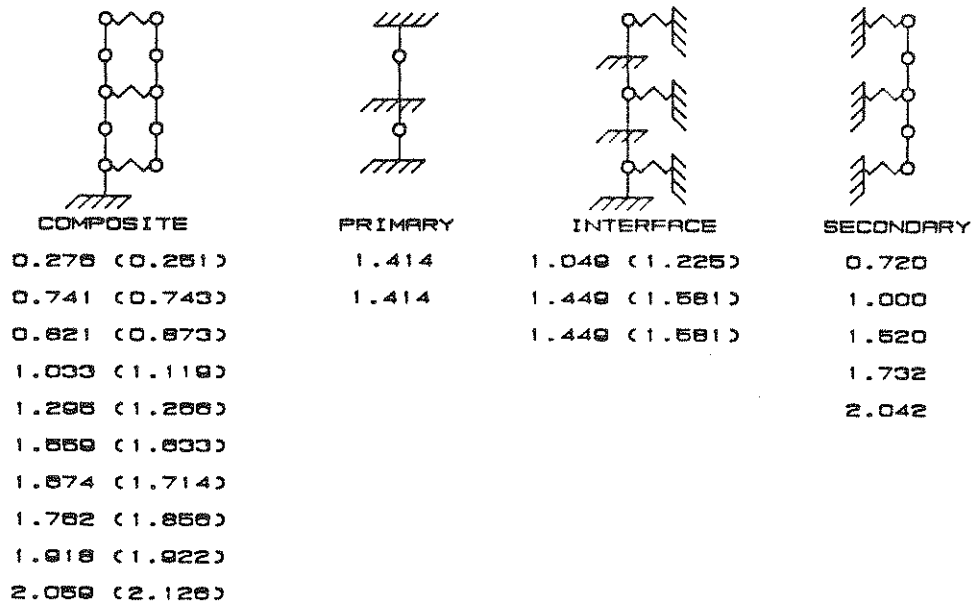 COMPOSITE PRIMARY INTERFACE SECONDARY
0.276 (0.251) 1.414 1.049 (1.225) 0.720
0.741 (0.743) 1.414 1.449 (1.581) 1.000
0.821 (0.873) 1.449 (1.581) 1.520
1.033 (1.119) 1.732
1.295 (1.266) 2.042
1.559 (1.633)
1.674 (1.714)
1.762 (1.856)
1.918 (1.922)
2.059 (2.126)